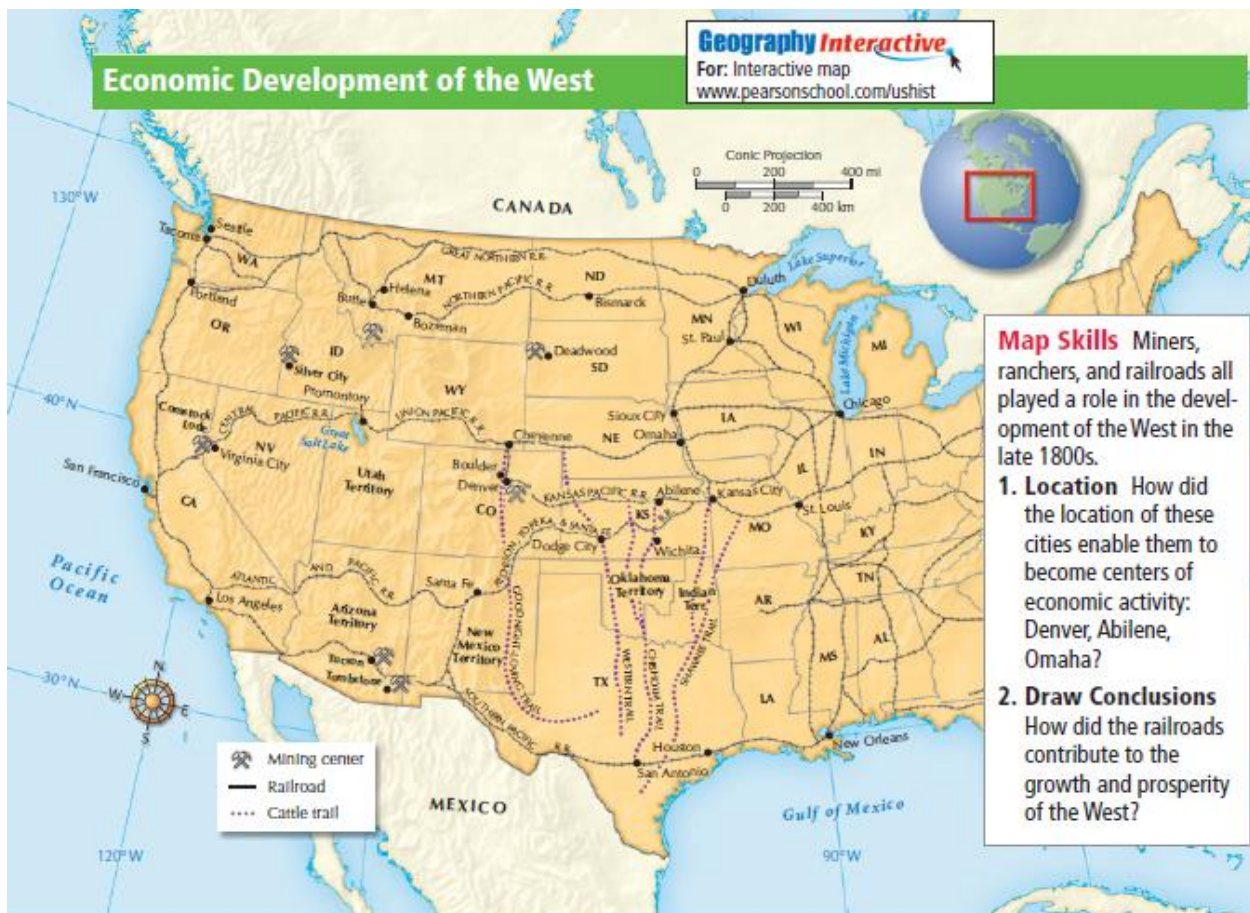 Economic Development of the West
Geography Interactive
For: Interactive map
www.pearsonschool.com/ushist
Conic Projection
0 200 400 mi
0 200 400 km
130°W
CANADA
Seattle
Tacoma
WA
GREAT NORTHERN R.R.
Lake Superior
MT
ND
Duluth
Helena
NORTHERN PACIFIC R.R.
Portland
Butte
Bismarck
Bozeman
OR
MN
WI
St. Paul
Lake Michigan
MI
ID
Deadwood
SD
Silver City
WY
Promontory
40°N
Comstock
Lode
CENTRAL
PACIFIC R.R.
UNION PACIFIC R.R.
Sioux City
IA
Chicago
Great
Salt Lake
Cheyenne
NE
Omaha
NV
Virginia City
IL
IN
San Francisco
Utah
Territory
Boulder
Denver
KANSAS PACIFIC R.R.
Abilene
Kansas City
St. Louis
CA
CO
KS
MO
KY
ATCHISON, TOPEKA, & SANTA FE
R.R.
Dodge City
Wichita
Pacific
Ocean
ATLANTIC
AND
PACIFIC
R.R.
Santa Fe
Oklahoma
Territory
Indian
Terr.
TN
Los Angeles
Arizona
Territory
AR
New
Mexico
Territory
GOODNIGHT-LOVING TRAIL
WESTERN TRAIL
CHISHOLM TRAIL
SHAWNEE TRAIL
MS
AL
30°N
Tucson
Tombstone
TX
LA
N
W
E
S
SOUTHERN
PACIFIC
R.R.
Houston
New Orleans
San Antonio
Mining center
Railroad
Cattle trail
MEXICO
Gulf of Mexico
120°W
90°W
Map Skills Miners,
ranchers, and railroads all
played a role in the devel-
opment of the West in the
late 1800s.
1. Location How did
the location of these
cities enable them to
become centers of
economic activity:
Denver, Abilene,
Omaha?
2. Draw Conclusions
How did the railroads
contribute to the
growth and prosperity
of the West?